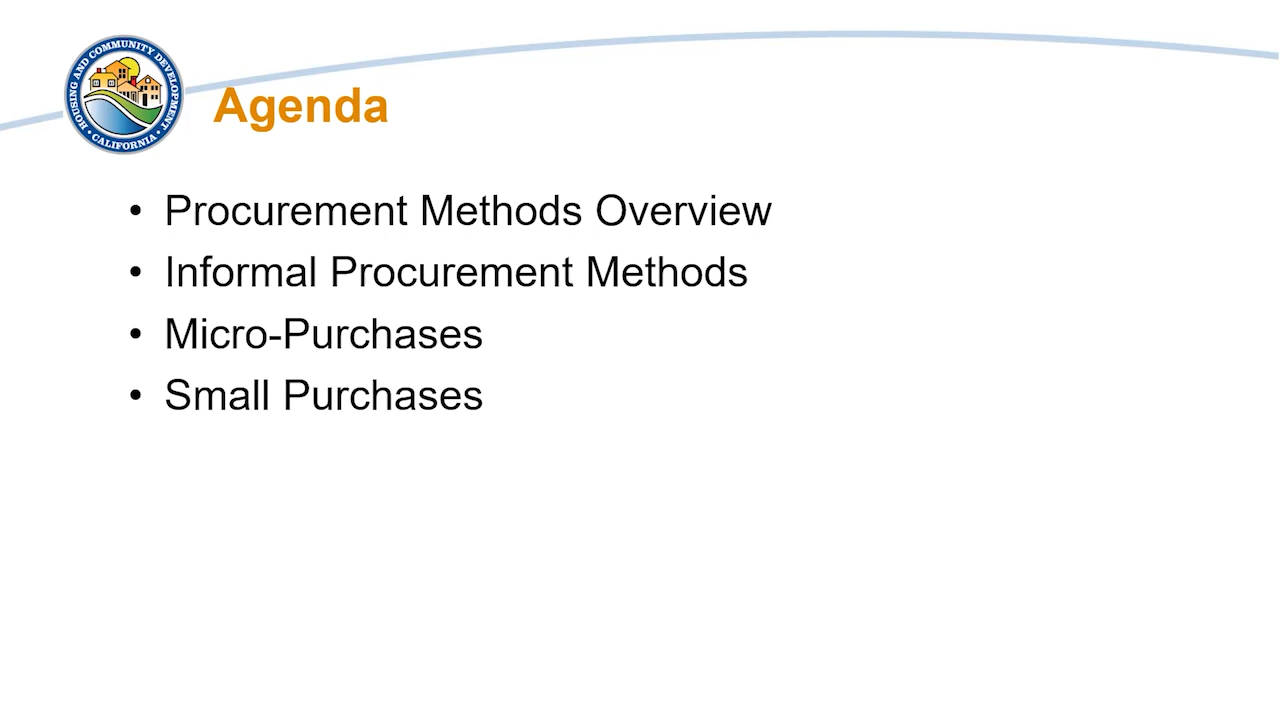 HOUSING AND COMMUNITY DEVELOPMENT
• CALIFORNIA •
Agenda
• Procurement Methods Overview
• Informal Procurement Methods
• Micro-Purchases
• Small Purchases